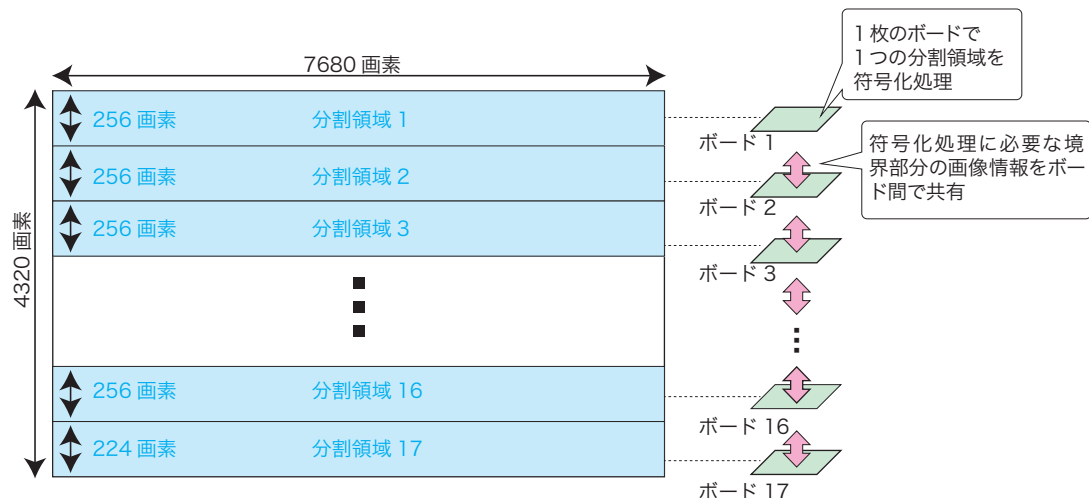 7680 画素
4320 画素
256 画素
分割領域 1
256 画素
分割領域 2
256 画素
分割領域 3
256 画素
分割領域 16
224 画素
分割領域 17
1 枚のボードで
1 つの分割領域を
符号化処理
ボード 1
符号化処理に必要な境
界部分の画像情報をボー
ド間で共有
ボード 2
ボード 3
ボード 16
ボード 17